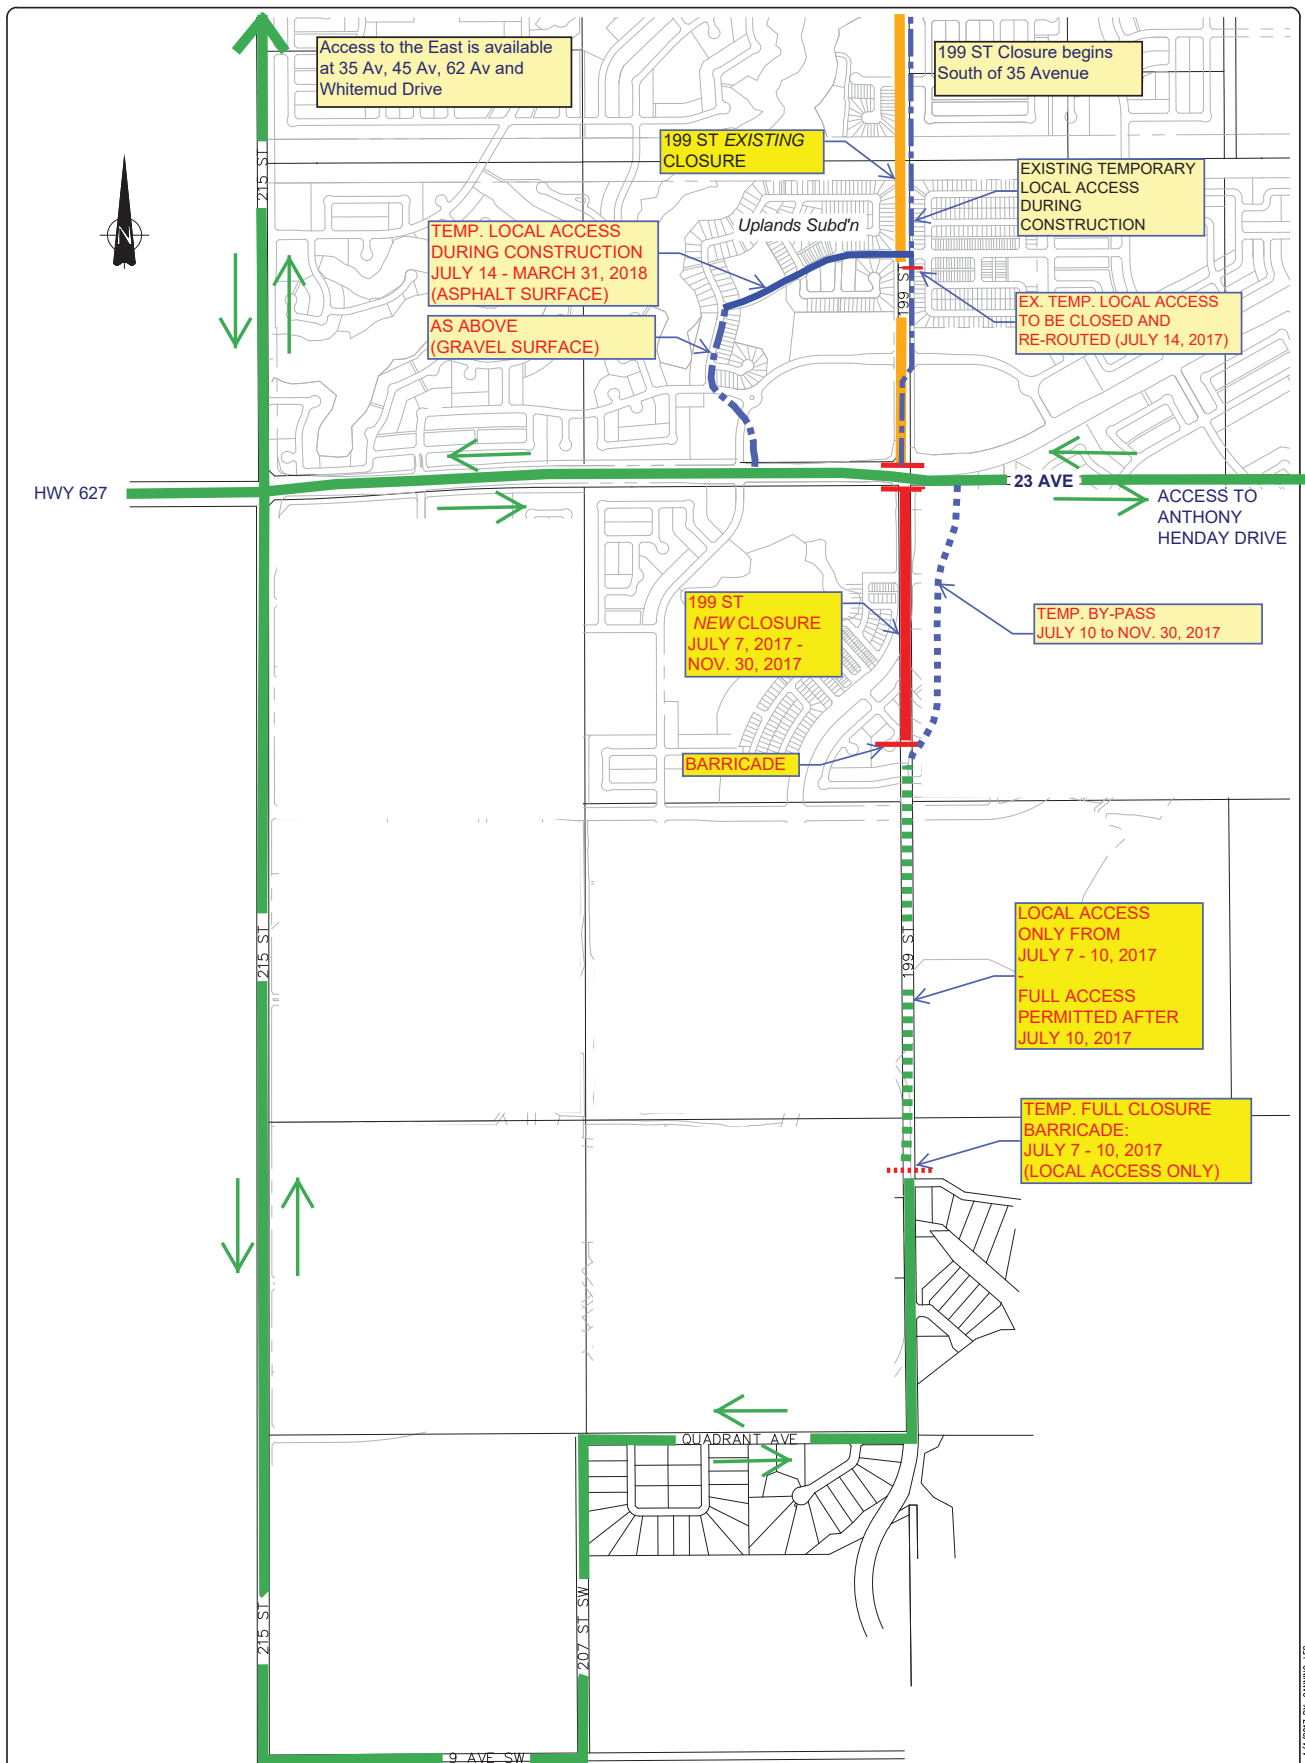 Access to the East is available
at 35 Av, 45 Av, 62 Av and
Whitemud Drive
199 ST Closure begins
South of 35 Avenue
199 ST EXISTING
CLOSURE
215 ST
N
EXISTING TEMPORARY
LOCAL ACCESS
DURING
CONSTRUCTION
Uplands Subd'n
TEMP. LOCAL ACCESS
DURING CONSTRUCTION
JULY 14 - MARCH 31, 2018
(ASPHALT SURFACE)
199 ST
EX. TEMP. LOCAL ACCESS
TO BE CLOSED AND
RE-ROUTED (JULY 14, 2017)
AS ABOVE
(GRAVEL SURFACE)
HWY 627
23 AVE
ACCESS TO
ANTHONY
HENDAY DRIVE
199 ST
NEW CLOSURE
JULY 7, 2017 -
NOV. 30, 2017
TEMP. BY-PASS
JULY 10 to NOV. 30, 2017
BARRICADE
215 ST
199 ST
LOCAL ACCESS
ONLY FROM
JULY 7 - 10, 2017
-
FULL ACCESS
PERMITTED AFTER
JULY 10, 2017
TEMP. FULL CLOSURE
BARRICADE:
JULY 7 - 10, 2017
(LOCAL ACCESS ONLY)
QUADRANT AVE
215 ST
207 ST SW
9 AVE SW